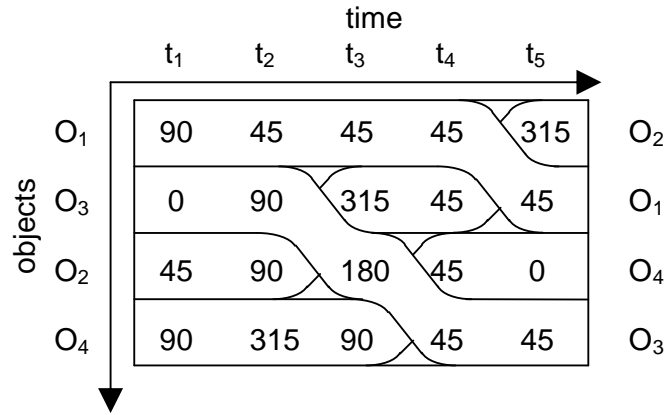 time
t₁ t₂ t₃ t₄ t₅
objects
O₁ 90 45 45 45 315 O₂
O₃ 0 90 315 45 45 O₁
O₂ 45 90 180 45 0 O₄
O₄ 90 315 90 45 45 O₃